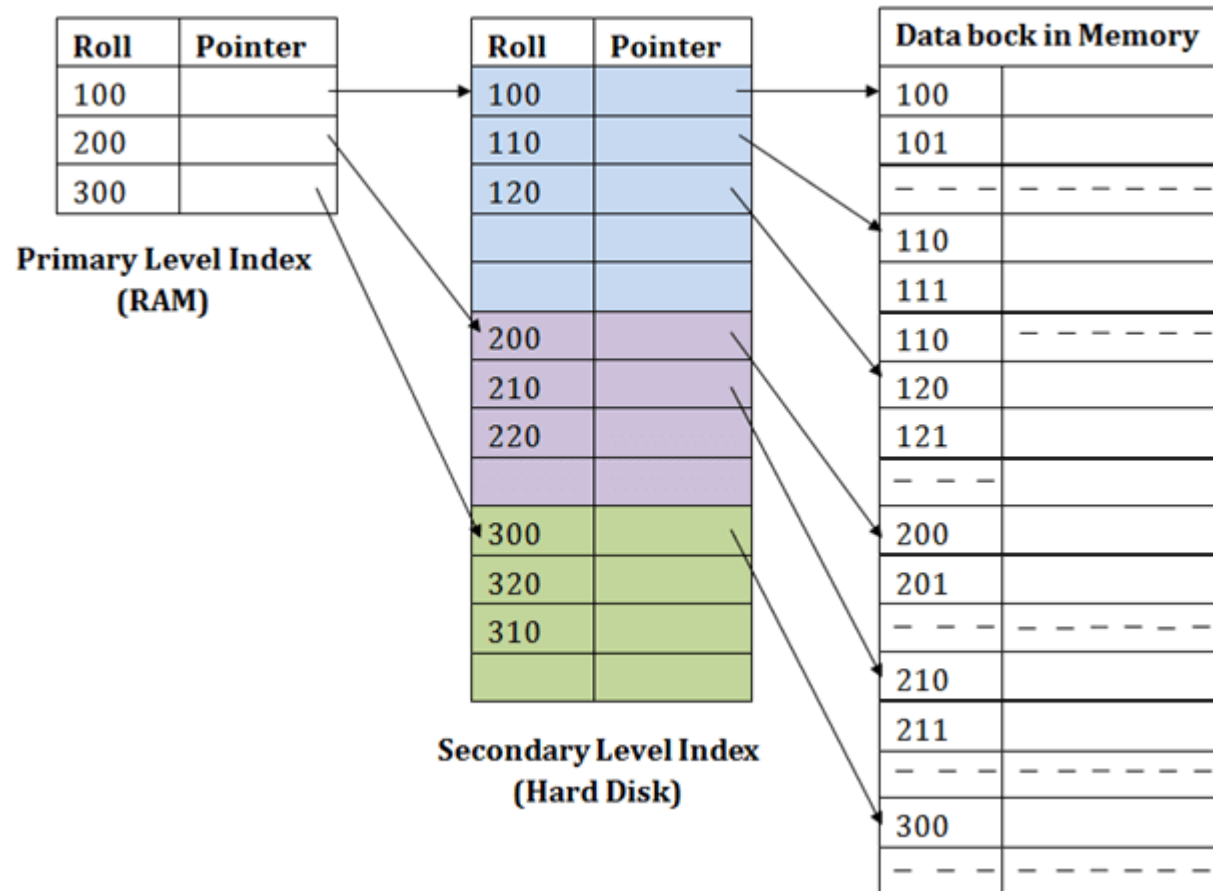 Roll Pointer
100
200
300
Primary Level Index
(RAM)
Roll Pointer
100
110
120
200
210
220
300
320
310
Secondary Level Index
(Hard Disk)
Data bock in Memory
100
101
– – – – – – – – –
110
111
110 – – – – – –
120
121
– – –
200
201
– – – – – – – – –
210
211
– – – – – – – – –
300
– – – – – – – – –